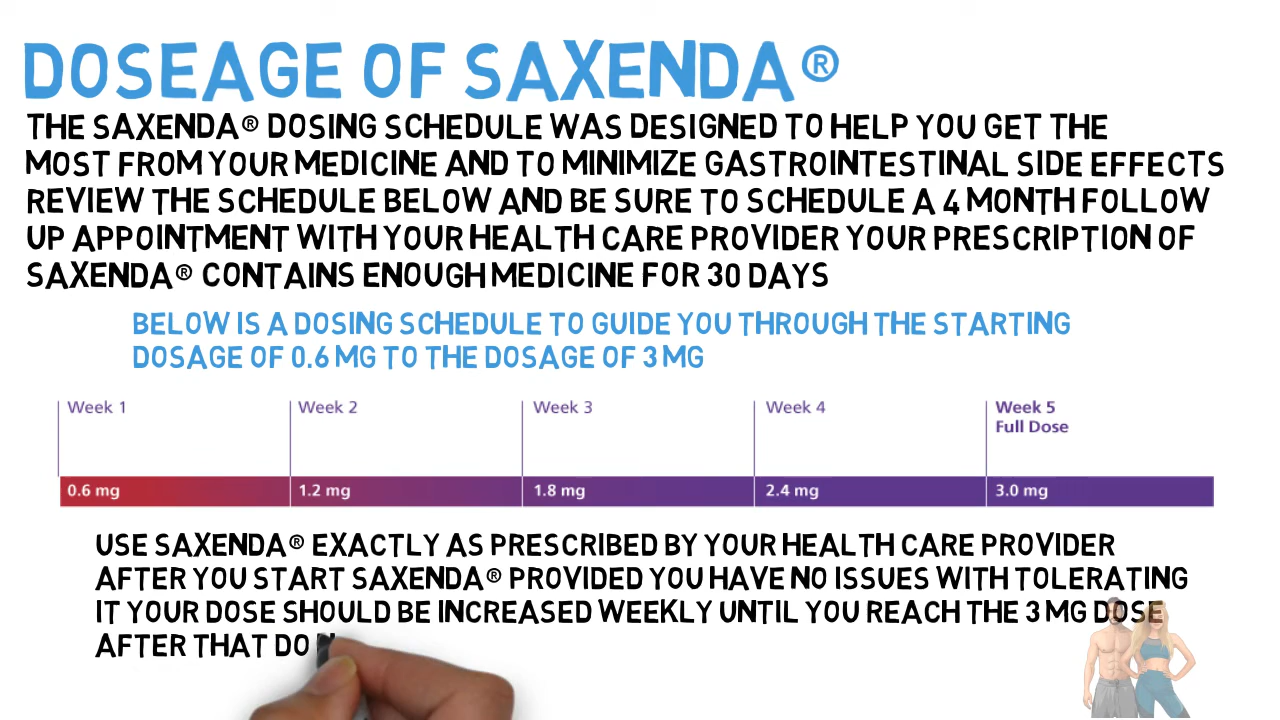 DOSEAGE OF SAXENDA®
THE SAXENDA® DOSING SCHEDULE WAS DESIGNED TO HELP YOU GET THE
MOST FROM YOUR MEDICINE AND TO MINIMIZE GASTROINTESTINAL SIDE EFFECTS
REVIEW THE SCHEDULE BELOW AND BE SURE TO SCHEDULE A 4 MONTH FOLLOW
UP APPOINTMENT WITH YOUR HEALTH CARE PROVIDER YOUR PRESCRIPTION OF
SAXENDA® CONTAINS ENOUGH MEDICINE FOR 30 DAYS
BELOW IS A DOSING SCHEDULE TO GUIDE YOU THROUGH THE STARTING
DOSAGE OF 0.6 MG TO THE DOSAGE OF 3 MG
Week 1
Week 2
Week 3
Week 4
Week 5
Full Dose
0.6 mg
1.2 mg
1.8 mg
2.4 mg
3.0 mg
USE SAXENDA® EXACTLY AS PRESCRIBED BY YOUR HEALTH CARE PROVIDER
AFTER YOU START SAXENDA® PROVIDED YOU HAVE NO ISSUES WITH TOLERATING
IT YOUR DOSE SHOULD BE INCREASED WEEKLY UNTIL YOU REACH THE 3 MG DOSE
AFTER THAT DO